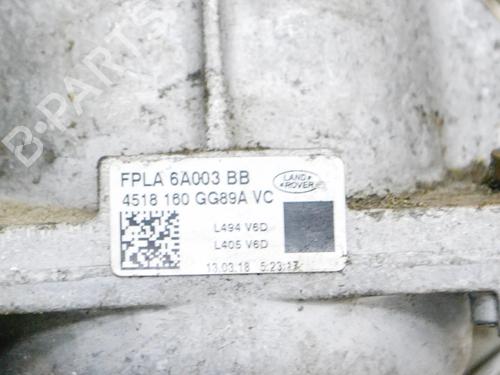 B-PARTS
FPLA 6A003 BB
LAND
ROVER
4518 160 GG89A VC
L494 V6D
L405 V6D
13.03.18 5:23:17